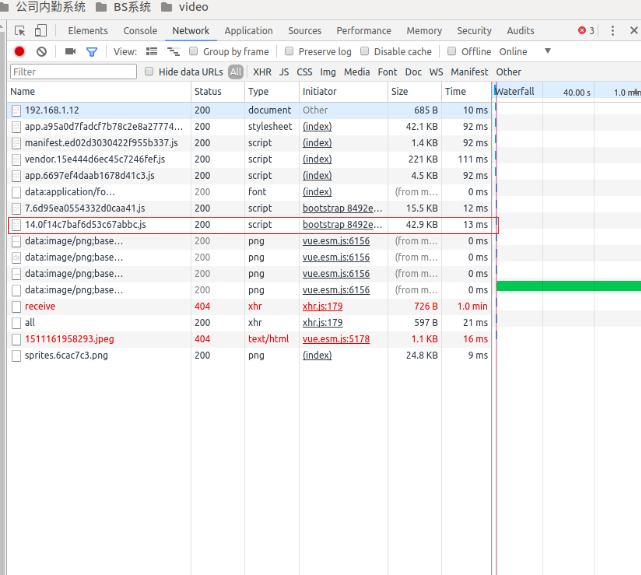 公司内勤系统 BS系统 video
Elements Console Network Application Sources Performance Memory Security Audits 3
View: Group by frame Preserve log Disable cache Offline Online
Filter Hide data URLs All XHR JS CSS Img Media Font Doc WS Manifest Other
Name Status Type Initiator Size Time Waterfall 40.00 s 1.0 min
192.168.1.12 200 document Other 685 B 10 ms
app.a95a0d7fadcf7b78c2e8a27774... 200 stylesheet (index) 42.1 KB 92 ms
manifest.ed02d3030422f955b337.js 200 script (index) 1.4 KB 92 ms
vendor.15e444d6ec45c7246fef.js 200 script (index) 221 KB 111 ms
app.6697ef4daab1678d41c3.js 200 script (index) 4.5 KB 92 ms
data:application/fo... 200 font (index) (from m... 0 ms
7.6d95ea0554332d0caa41.js 200 script bootstrap 8492e... 15.5 KB 12 ms
14.0f14c7baf6d53c67abbc.js 200 script bootstrap 8492e... 42.9 KB 13 ms
data:image/png;base... 200 png vue.esm.js:6156 (from m... 0 ms
data:image/png;base... 200 png vue.esm.js:6156 (from m... 0 ms
data:image/png;base... 200 png vue.esm.js:6156 (from m... 0 ms
data:image/png;base... 200 png vue.esm.js:6156 (from m... 0 ms
receive 404 xhr xhr.js:179 726 B 1.0 min
all 200 xhr xhr.js:179 597 B 21 ms
1511161958293.jpeg 404 text/html vue.esm.js:5178 1.1 KB 16 ms
sprites.6cac7c3.png 200 png (index) 24.8 KB 9 ms